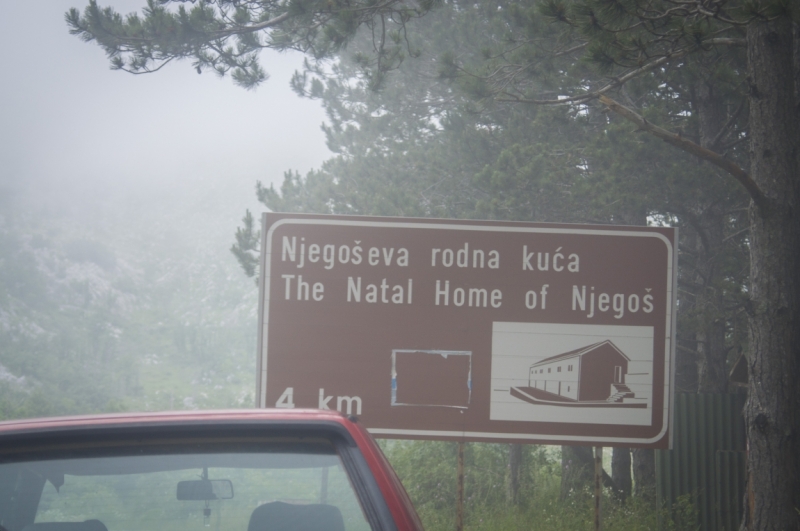 Njegoševa rodna kuća
The Natal Home of Njegoš
4 km